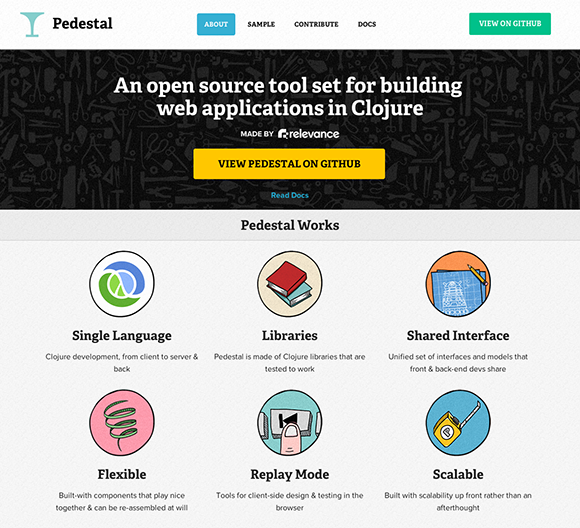 Pedestal
ABOUT
SAMPLE
CONTRIBUTE
DOCS
VIEW ON GITHUB
An open source tool set for building
web applications in Clojure
MADE BY relevance
VIEW PEDESTAL ON GITHUB
Read Docs
Pedestal Works
Single Language
Clojure development, from client to server &
back
Libraries
Pedestal is made of Clojure libraries that are
tested to work
Shared Interface
Unified set of interfaces and models that
front & back-end devs share
Flexible
Built-with components that play nice
together & can be re-assembled at will
Replay Mode
Tools for client-side design & testing in the
browser
Scalable
Built with scalability up front rather than an
afterthought